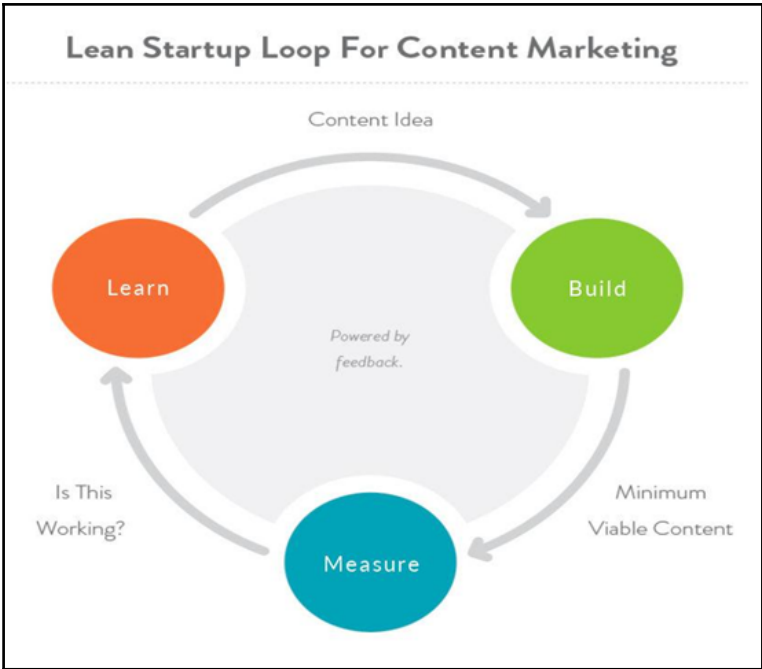 Lean Startup Loop For Content Marketing
Content Idea
Learn
Build
Powered by
feedback.
Is This
Working?
Minimum
Viable Content
Measure